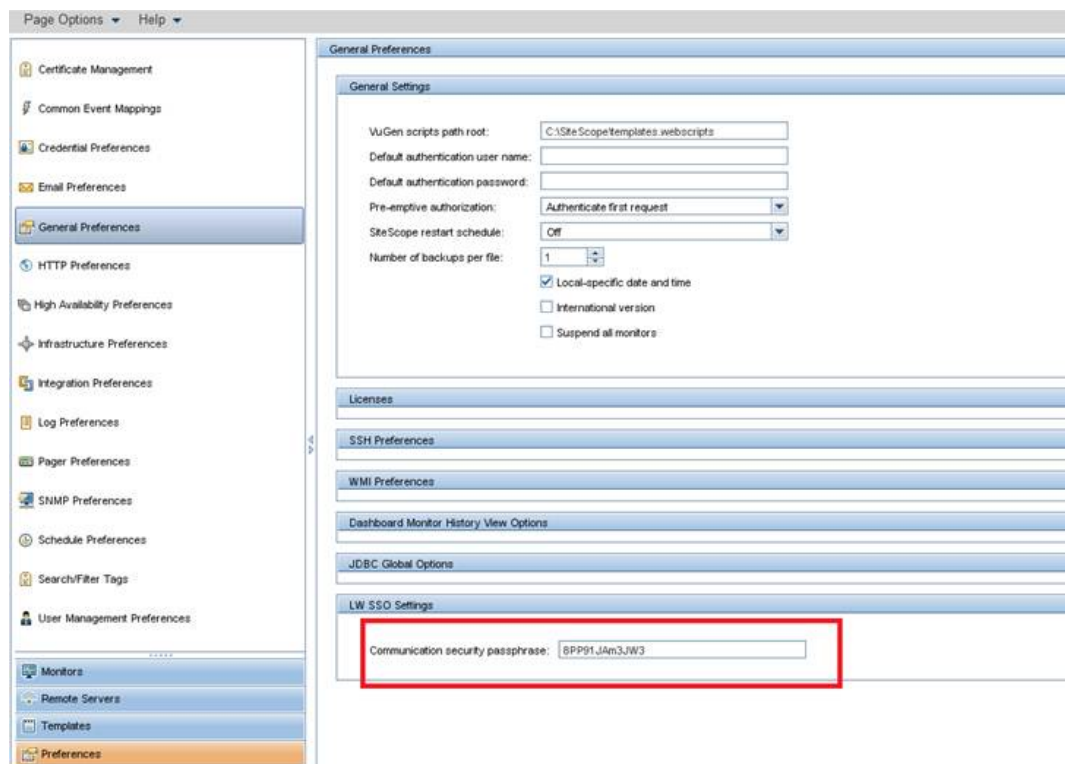 Page Options Help
Certificate Management
Common Event Mappings
Credential Preferences
Email Preferences
General Preferences
HTTP Preferences
High Availability Preferences
Infrastructure Preferences
Integration Preferences
Log Preferences
Pager Preferences
SNMP Preferences
Schedule Preferences
Search/Filter Tags
User Management Preferences
Monitors
Remote Servers
Templates
Preferences
General Preferences
General Settings
VuGen scripts path root: C:\SiteScope\templates.webscripts
Default authentication user name:
Default authentication password:
Pre-emptive authorization: Authenticate first request
SiteScope restart schedule: Off
Number of backups per file: 1
Local-specific date and time
International version
Suspend all monitors
Licenses
SSH Preferences
WMI Preferences
Dashboard Monitor History View Options
JDBC Global Options
LW SSO Settings
Communication security passphrase: 8PP91JAm3JW3